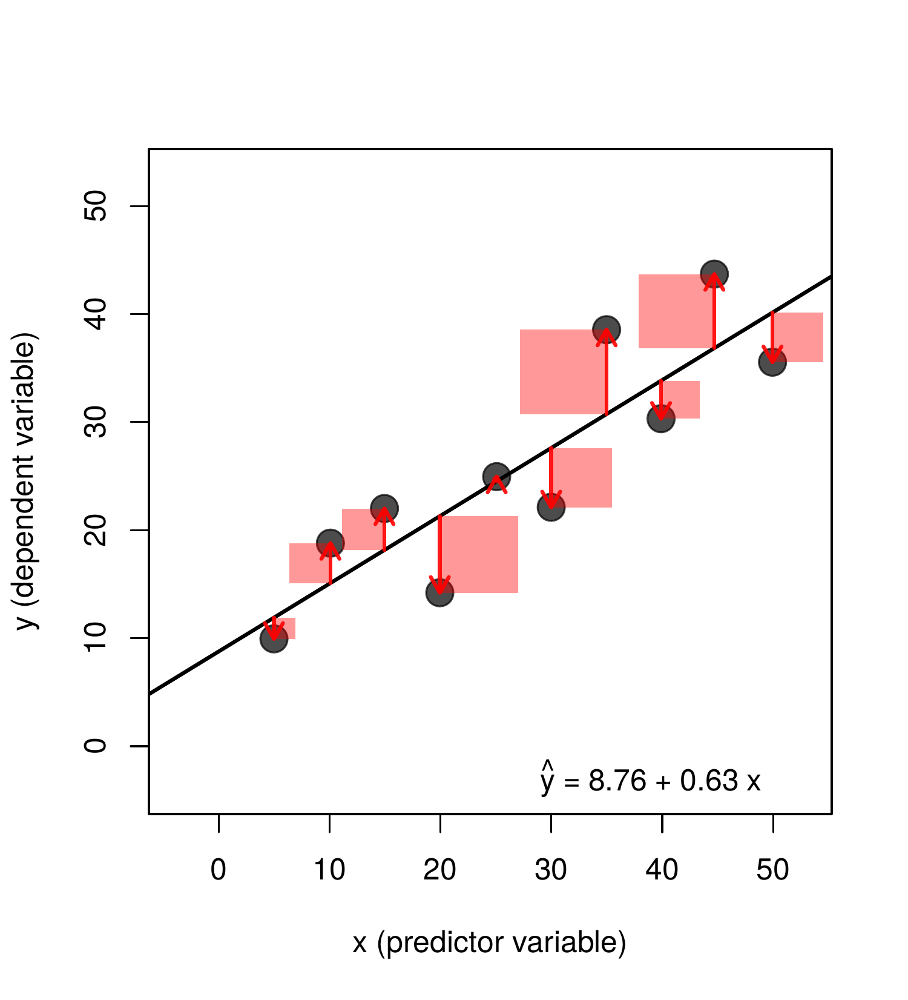 50
40
30
20
10
0
y (dependent variable)
ŷ = 8.76 + 0.63 x
0 10 20 30 40 50
x (predictor variable)